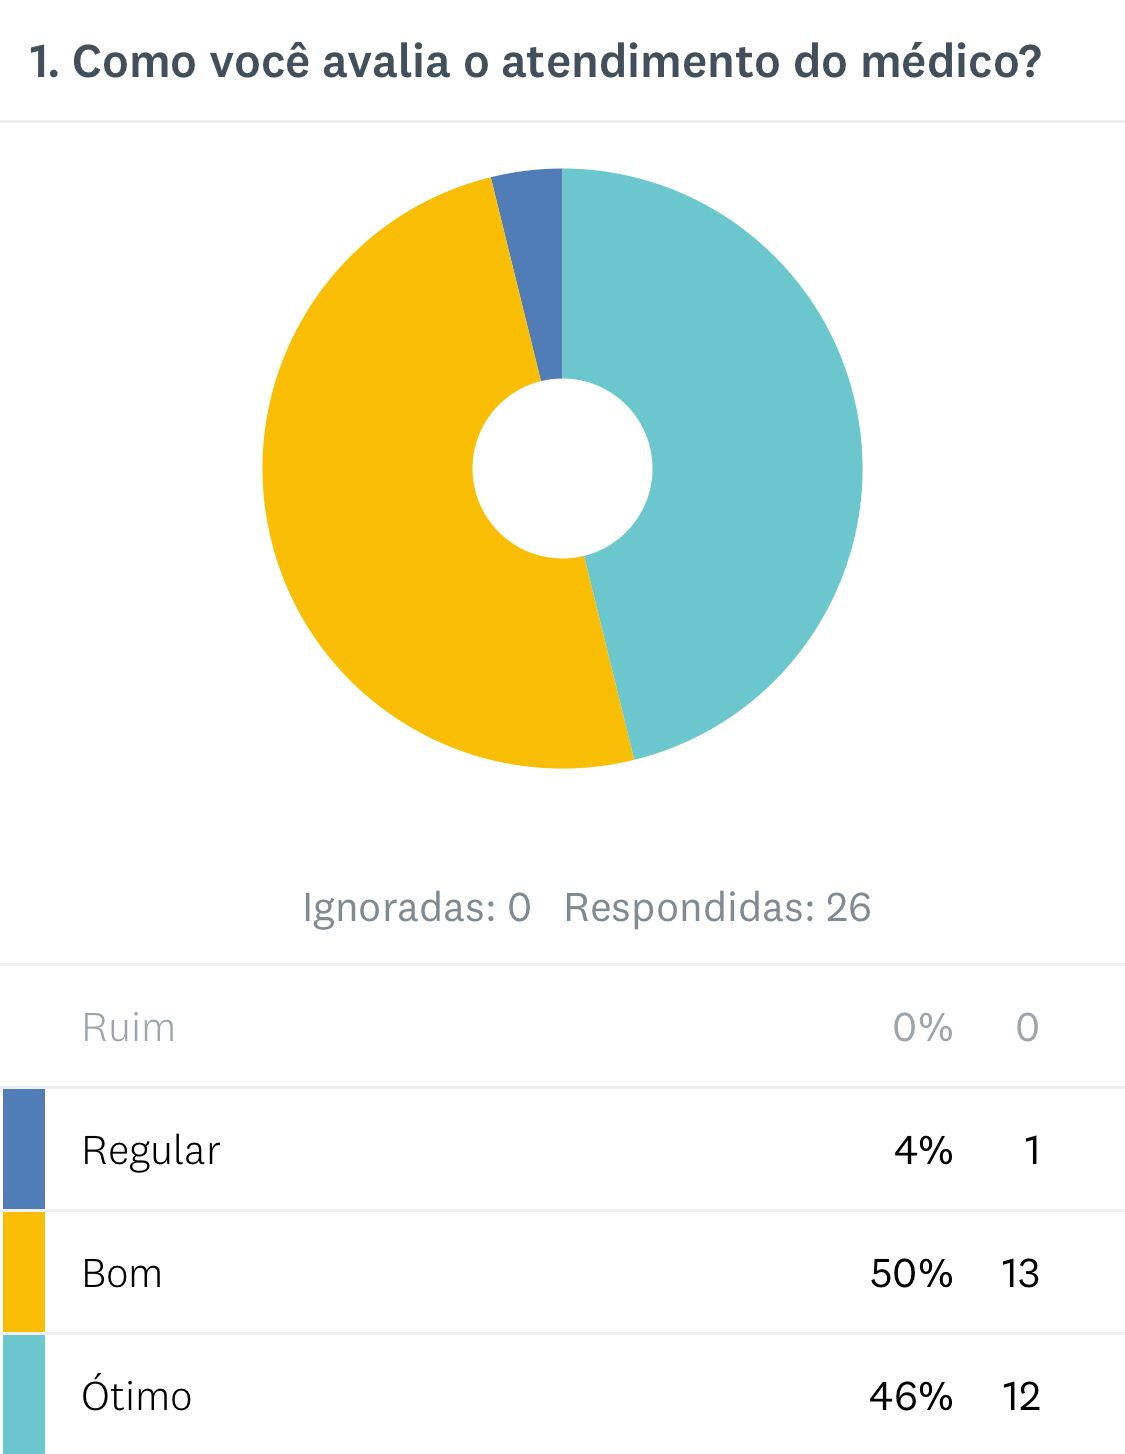 1. Como você avalia o atendimento do médico?
Ignoradas: 0 Respondidas: 26
Ruim 0% 0
Regular 4% 1
Bom 50% 13
Ótimo 46% 12